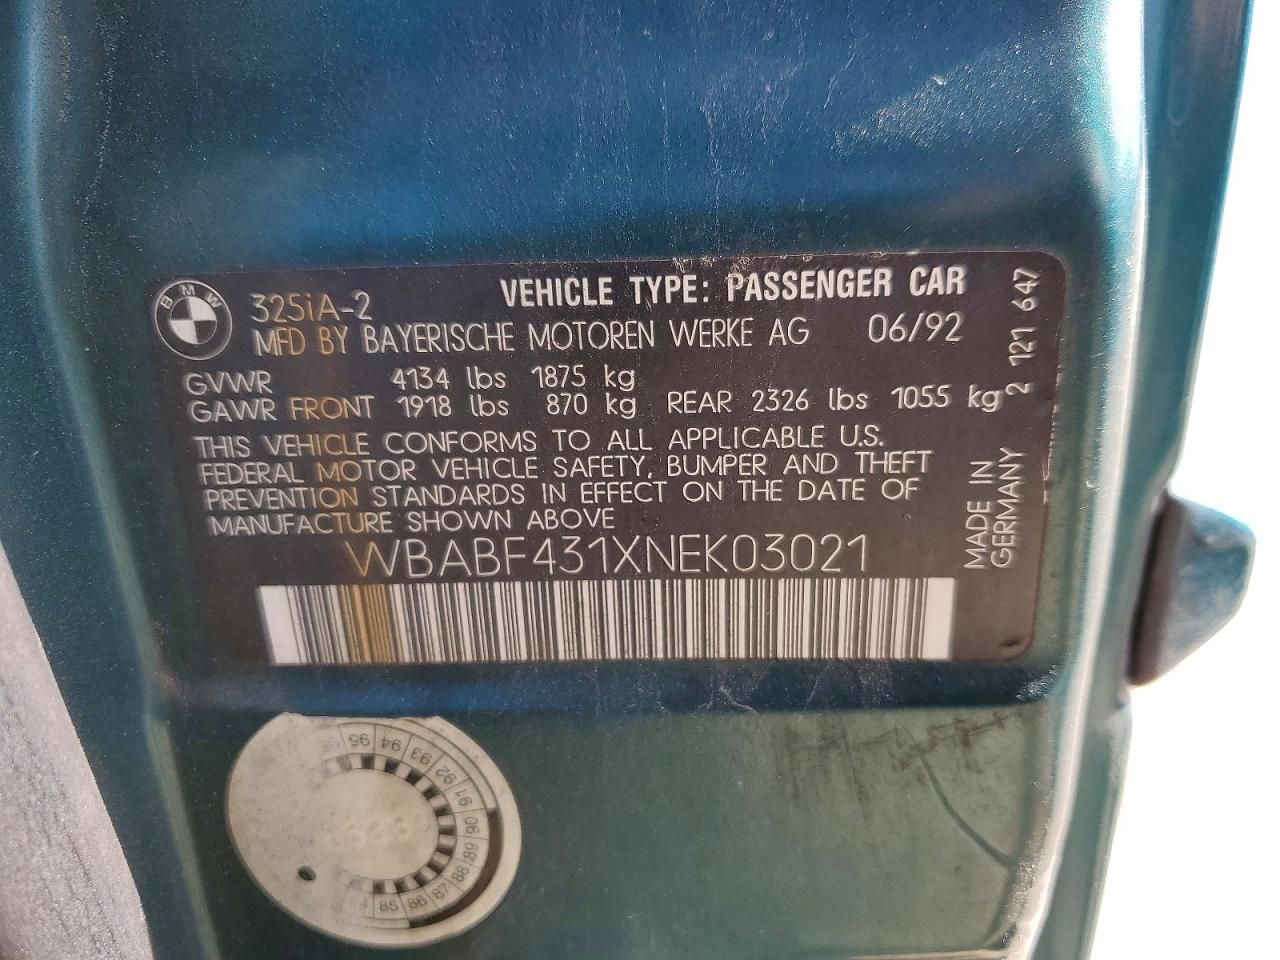 BMW
325iA-2 VEHICLE TYPE: PASSENGER CAR
MFD BY BAYERISCHE MOTOREN WERKE AG 06/92
GVWR 4134 lbs 1875 kg
GAWR FRONT 1918 lbs 870 kg REAR 2326 lbs 1055 kg
THIS VEHICLE CONFORMS TO ALL APPLICABLE U.S.
FEDERAL MOTOR VEHICLE SAFETY, BUMPER AND THEFT
PREVENTION STANDARDS IN EFFECT ON THE DATE OF
MANUFACTURE SHOWN ABOVE
WBABF431XNEK03021
MADE IN
GERMANY
2 121 647
95 94 93 92 91 90 89 88 87 86 85